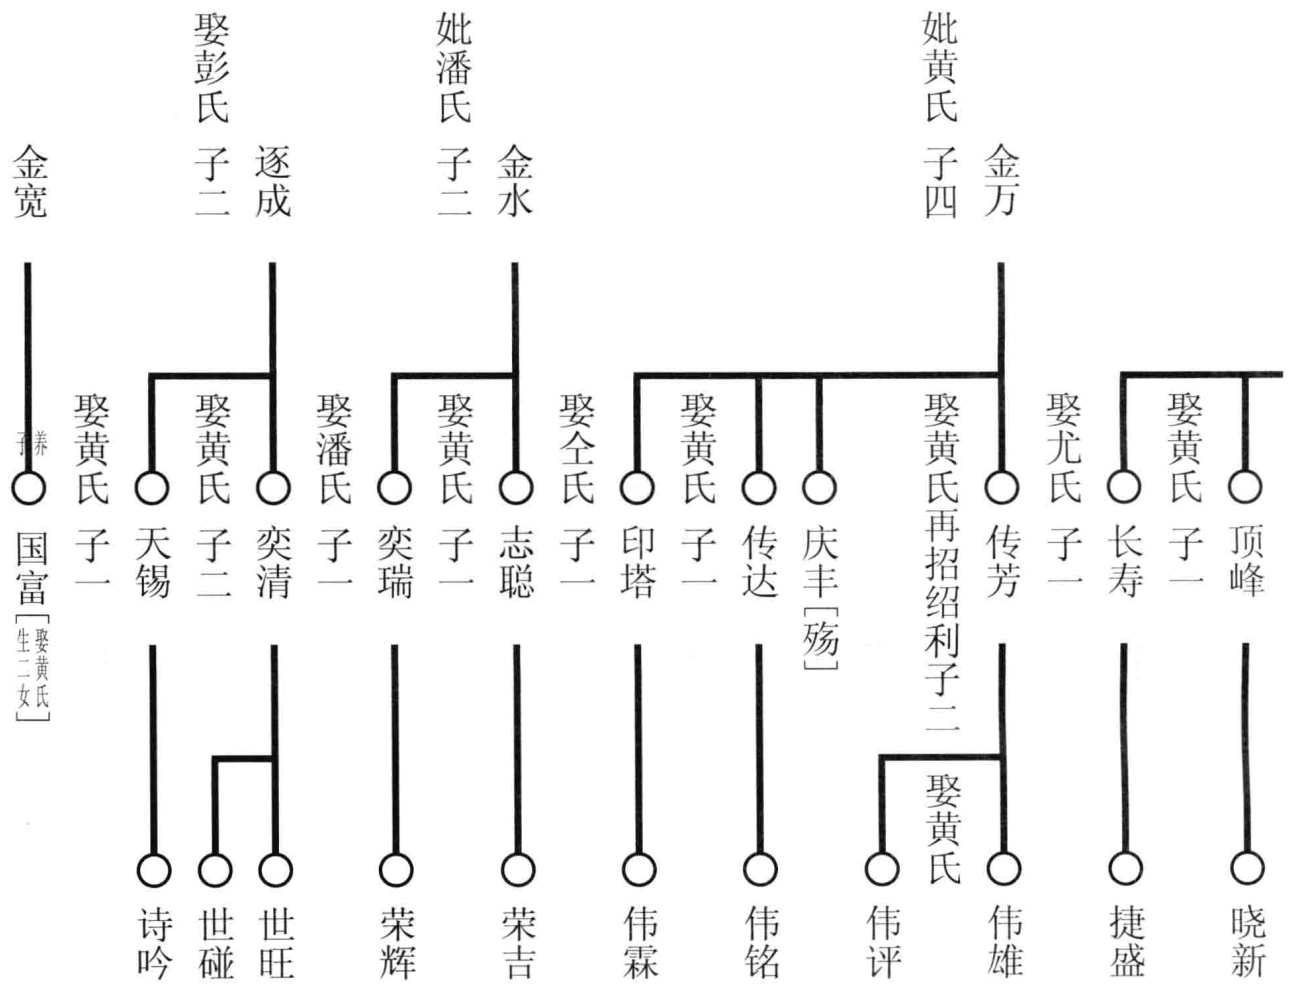 金万
妣黄氏 子四
金水
妣潘氏 子二
逐成
娶彭氏 子二
金宽
顶峰
娶黄氏 子一
长寿
娶尤氏 子一
传芳
娶黄氏再招绍利子二
庆丰[殇]
传达
娶黄氏 子一
印塔
娶仝氏 子一
志聪
娶黄氏 子一
奕瑞
娶潘氏 子一
奕清
娶黄氏 子二
天锡
娶黄氏 子一
养子
国富[娶黄氏生二女]
晓新
捷盛
伟雄
娶黄氏
伟评
伟铭
伟霖
荣吉
荣辉
世旺
世碰
诗吟